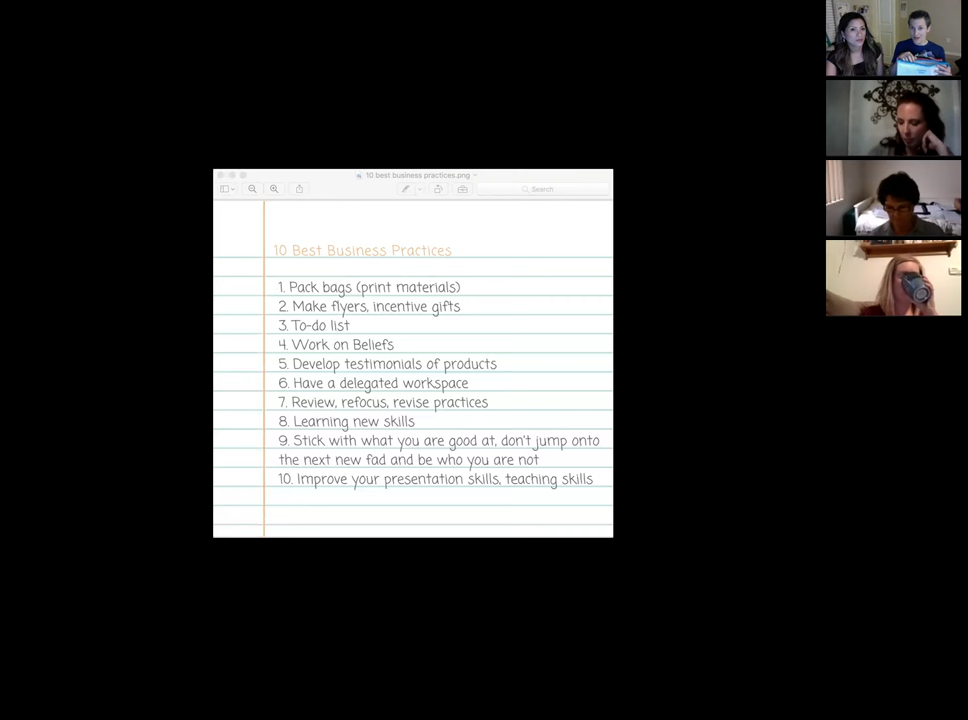 10 best business practices.png
Search
10 Best Business Practices
1. Pack bags (print materials)
2. Make flyers, incentive gifts
3. To-do list
4. Work on Beliefs
5. Develop testimonials of products
6. Have a delegated workspace
7. Review, refocus, revise practices
8. Learning new skills
9. Stick with what you are good at, don't jump onto
the next new fad and be who you are not
10. Improve your presentation skills, teaching skills